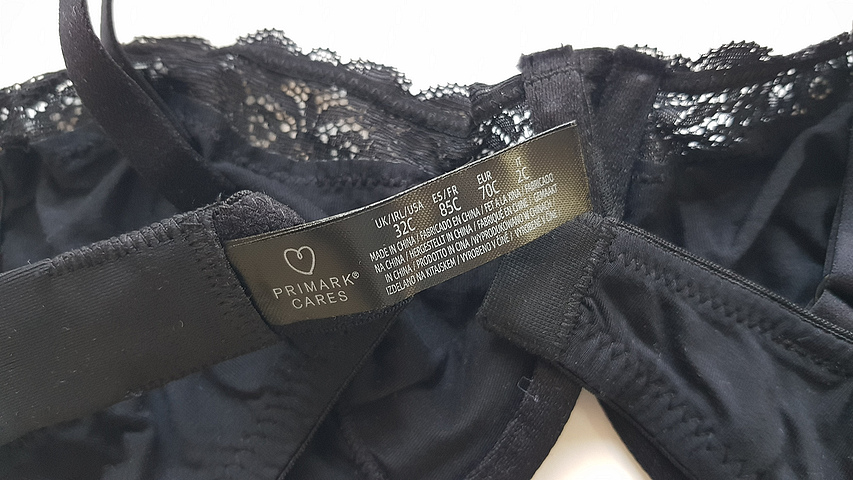 PRIMARK®
CARES
UK/IRL/USA ES/FR EUR IT
32C 85C 70C 2C
MADE IN CHINA / FABRICADO EN CHINA / FET A LA XINA / FABRICADO
NA CHINA / HERGESTELLT IN CHINA / FABRIQUÉ EN CHINE / GEMAAKT
IN CHINA / PRODOTTO IN CINA / WYPRODUKOWANO W CHINACH /
IZDELANO NA KITAJSKEM / VYROBENO V ČÍNĚ / VYROBENÉ V ČÍNE